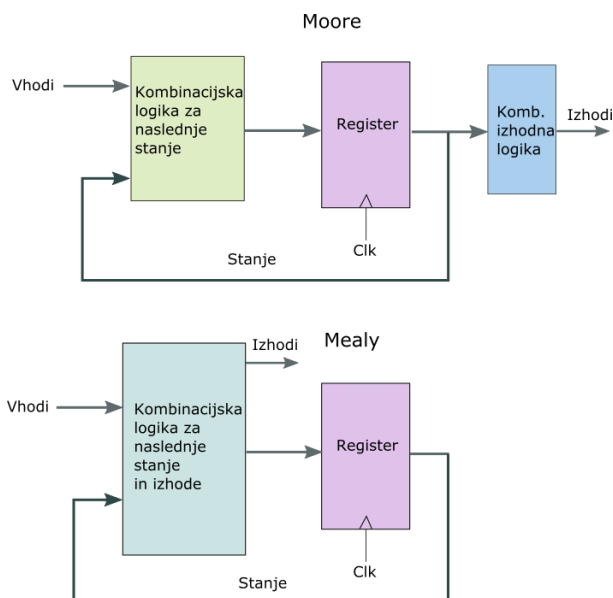 Moore
Vhodi
Kombinacijska
logika za
naslednje
stanje
Register
Komb.
izhodna
logika
Izhodi
Clk
Stanje
Mealy
Izhodi
Vhodi
Kombinacijska
logika za
naslednje
stanje
in izhode
Register
Clk
Stanje